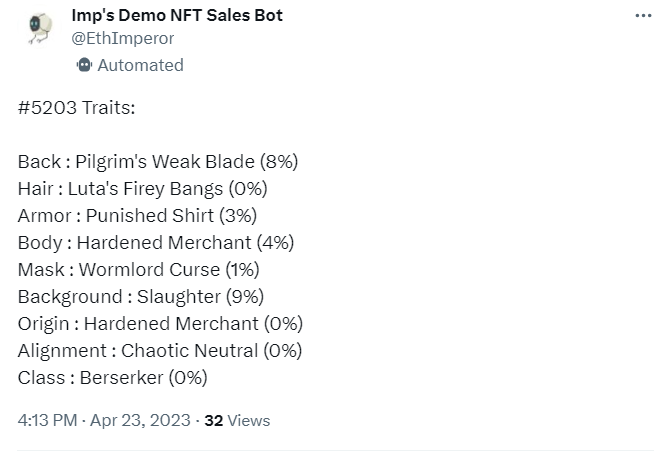 Imp's Demo NFT Sales Bot
@EthImperor
Automated
#5203 Traits:
Back : Pilgrim's Weak Blade (8%)
Hair : Luta's Firey Bangs (0%)
Armor : Punished Shirt (3%)
Body : Hardened Merchant (4%)
Mask : Wormlord Curse (1%)
Background : Slaughter (9%)
Origin : Hardened Merchant (0%)
Alignment : Chaotic Neutral (0%)
Class : Berserker (0%)
4:13 PM · Apr 23, 2023 · 32 Views